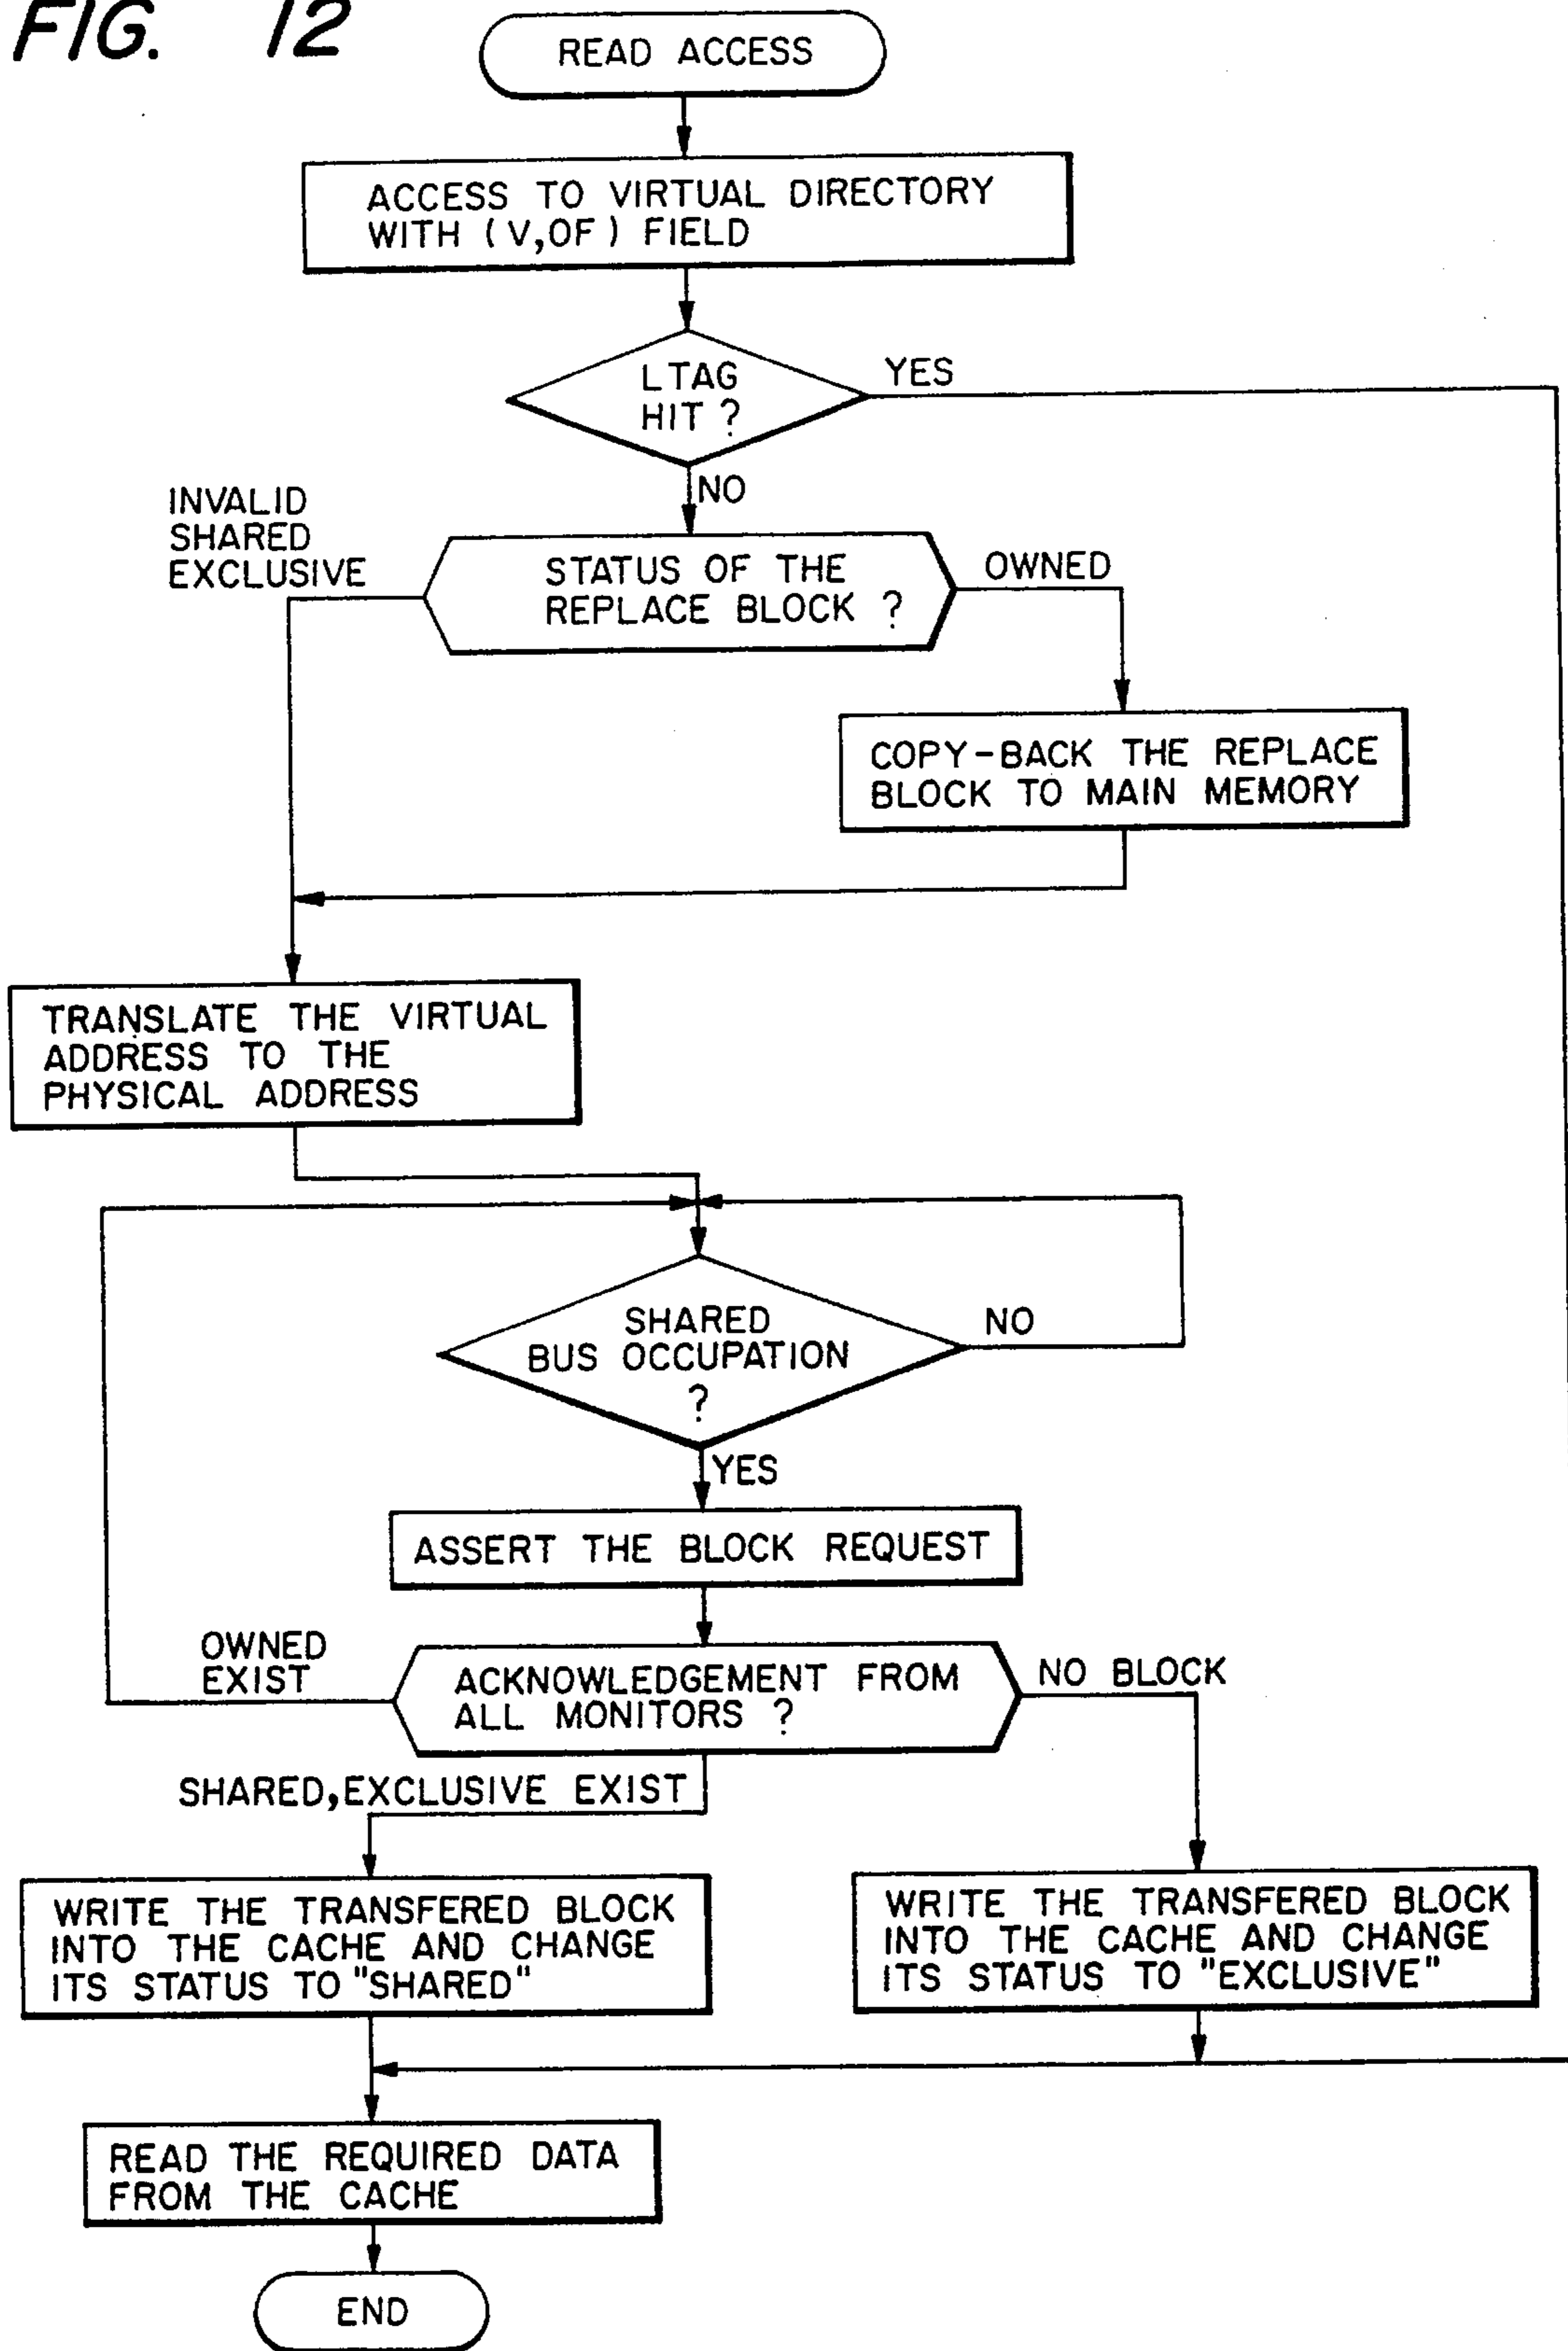 FIG. 12
READ ACCESS
ACCESS TO VIRTUAL DIRECTORY
WITH (V,OF) FIELD
LTAG
HIT ?
YES
NO
INVALID
SHARED
EXCLUSIVE
STATUS OF THE
REPLACE BLOCK ?
OWNED
COPY-BACK THE REPLACE
BLOCK TO MAIN MEMORY
TRANSLATE THE VIRTUAL
ADDRESS TO THE
PHYSICAL ADDRESS
SHARED
BUS OCCUPATION
?
NO
YES
ASSERT THE BLOCK REQUEST
OWNED
EXIST
ACKNOWLEDGEMENT FROM
ALL MONITORS ?
NO BLOCK
SHARED,EXCLUSIVE EXIST
WRITE THE TRANSFERED BLOCK
INTO THE CACHE AND CHANGE
ITS STATUS TO "SHARED"
WRITE THE TRANSFERED BLOCK
INTO THE CACHE AND CHANGE
ITS STATUS TO "EXCLUSIVE"
READ THE REQUIRED DATA
FROM THE CACHE
END